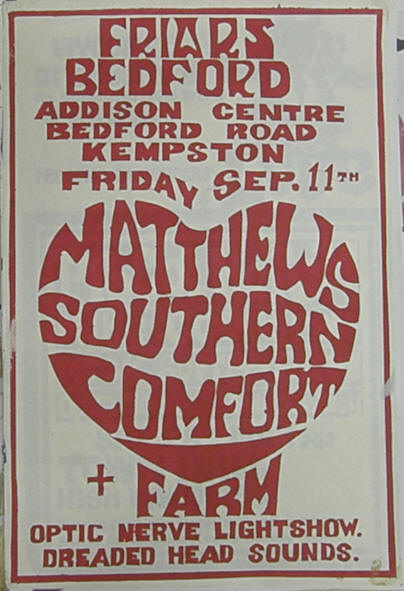 FRIARS
BEDFORD
ADDISON CENTRE
BEDFORD ROAD
KEMPSTON
FRIDAY SEP. 11TH
MATTHEWS
SOUTHERN
COMFORT
+ FARM
OPTIC NERVE LIGHTSHOW.
DREADED HEAD SOUNDS.